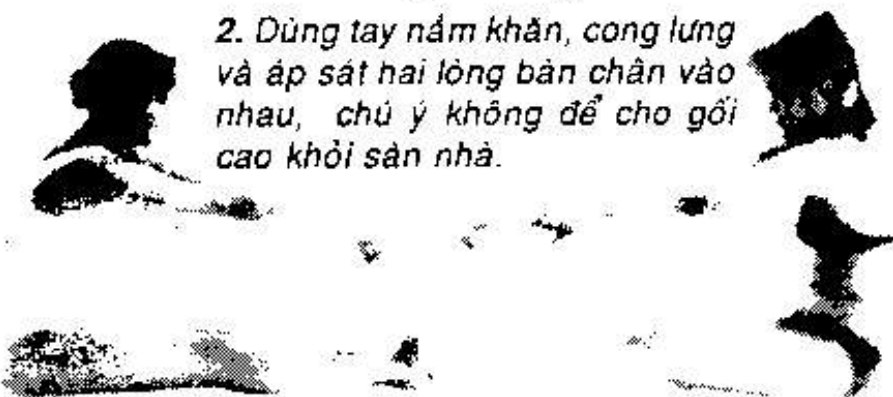 2. Dùng tay nắm khăn, cong lưng
và áp sát hai lòng bàn chân vào
nhau, chú ý không để cho gối
cao khỏi sàn nhà.